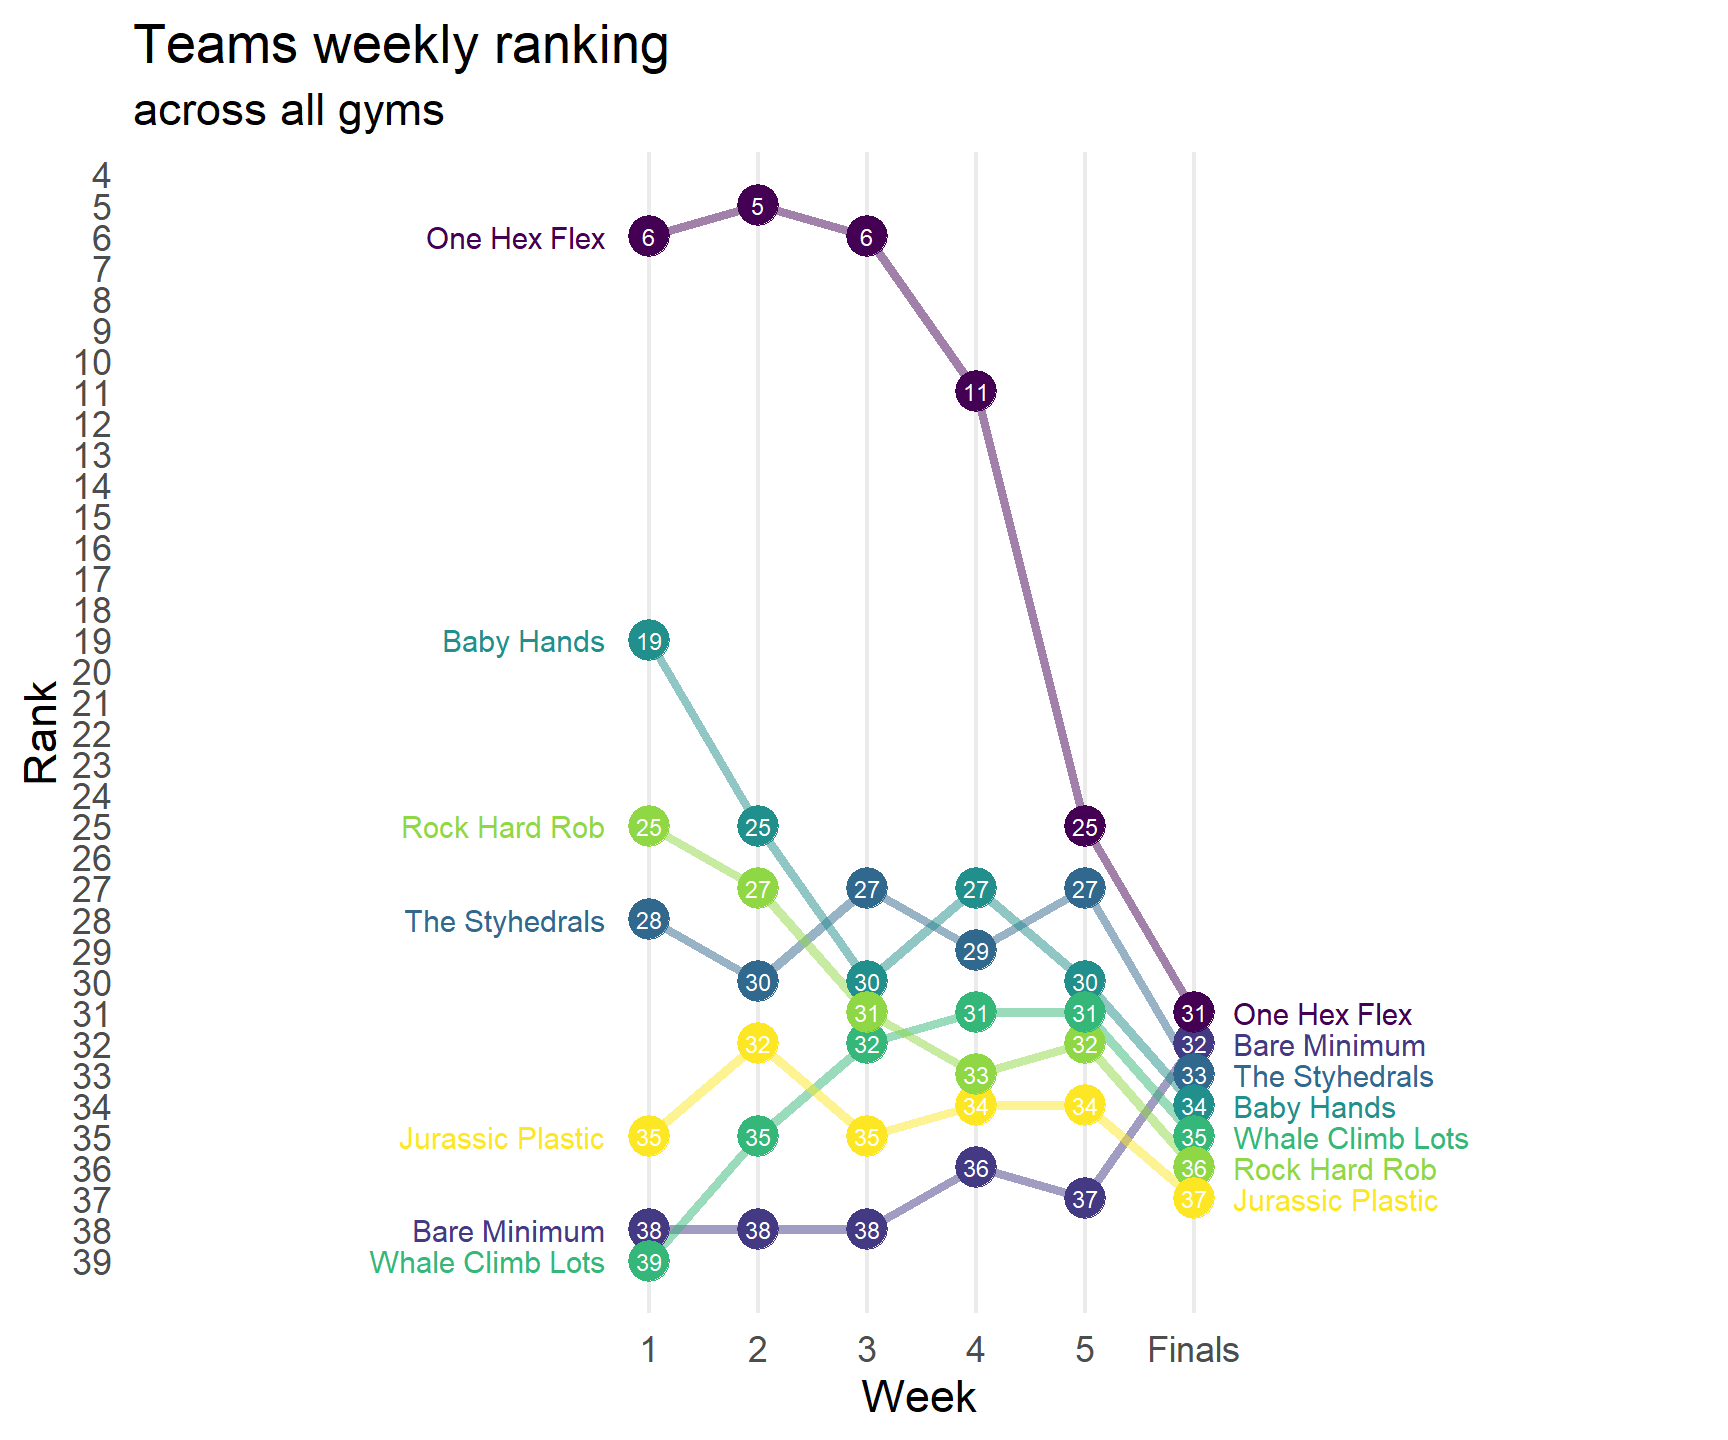 Teams weekly ranking
across all gyms
Rank
4
5
6
7
8
9
10
11
12
13
14
15
16
17
18
19
20
21
22
23
24
25
26
27
28
29
30
31
32
33
34
35
36
37
38
39
One Hex Flex
Baby Hands
Rock Hard Rob
The Styhedrals
Jurassic Plastic
Bare Minimum
Whale Climb Lots
5
6 6
11
19
25 25 25
27 27 27 27
28
29
30 30 30
31 31 31 31 One Hex Flex
32 32 32 32 Bare Minimum
33 33 The Styhedrals
34 34 34 Baby Hands
35 35 35 35 Whale Climb Lots
36 36 Rock Hard Rob
37 37 Jurassic Plastic
38 38 38
39
1 2 3 4 5 Finals
Week